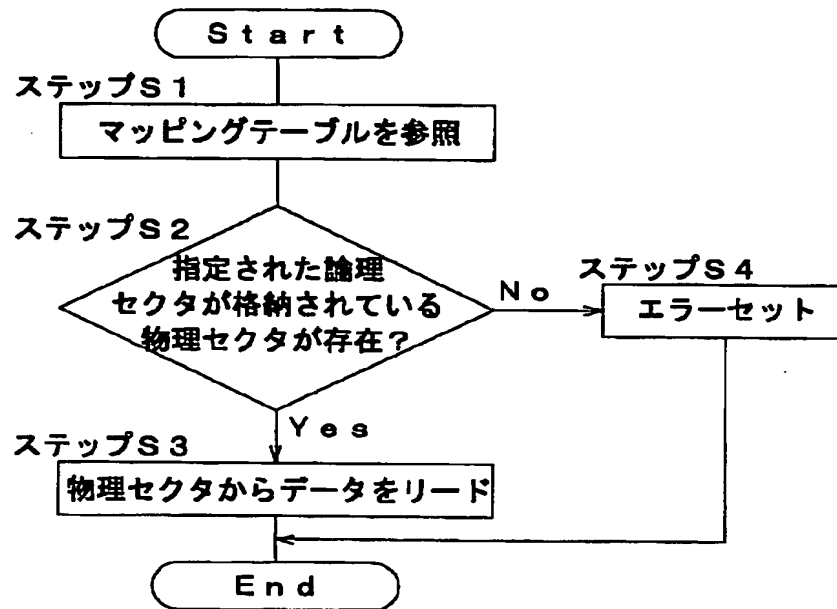 Start
ステップS1
マッピングテーブルを参照
ステップS2
指定された論理
セクタが格納されている
物理セクタが存在?
No
ステップS4
エラーセット
Yes
ステップS3
物理セクタからデータをリード
End